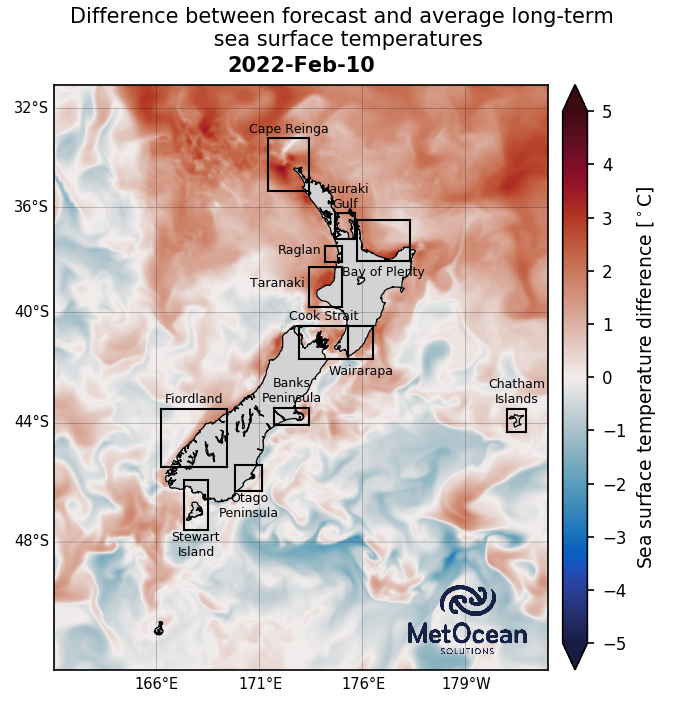 Difference between forecast and average long-term
sea surface temperatures
2022-Feb-10
32°S
36°S
40°S
44°S
48°S
Cape Reinga
Hauraki
Gulf
Raglan
Bay of Plenty
Taranaki
Cook Strait
Wairarapa
Banks
Peninsula
Fiordland
Chatham
Islands
Otago
Peninsula
Stewart
Island
MetOcean
SOLUTIONS
166°E
171°E
176°E
179°W
5
4
3
2
1
0
−1
−2
−3
−4
−5
Sea surface temperature difference [°C]